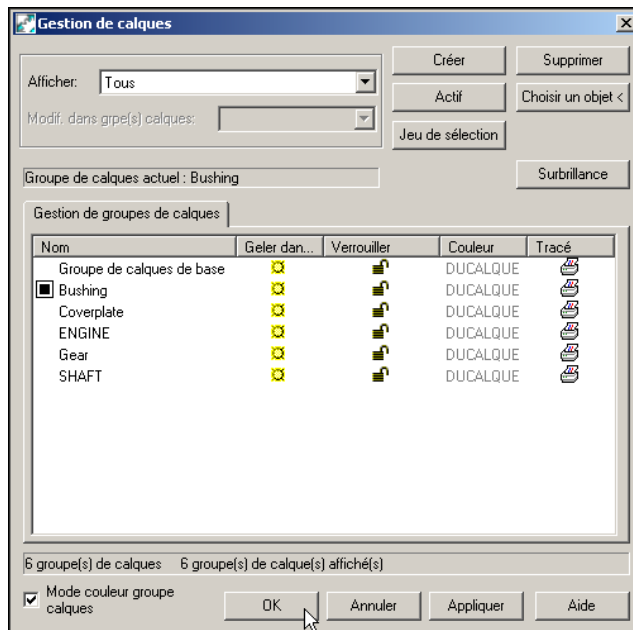 Gestion de calques
Afficher: Tous
Créer
Supprimer
Actif
Choisir un objet <
Modif. dans grpe(s) calques:
Jeu de sélection
Groupe de calques actuel : Bushing
Surbrillance
Gestion de groupes de calques
Nom Geler dan... Verrouiller Couleur Tracé
Groupe de calques de base DUCALQUE
Bushing DUCALQUE
Coverplate DUCALQUE
ENGINE DUCALQUE
Gear DUCALQUE
SHAFT DUCALQUE
6 groupe(s) de calques 6 groupe(s) de calque(s) affiché(s)
Mode couleur groupe
calques
OK Annuler Appliquer Aide